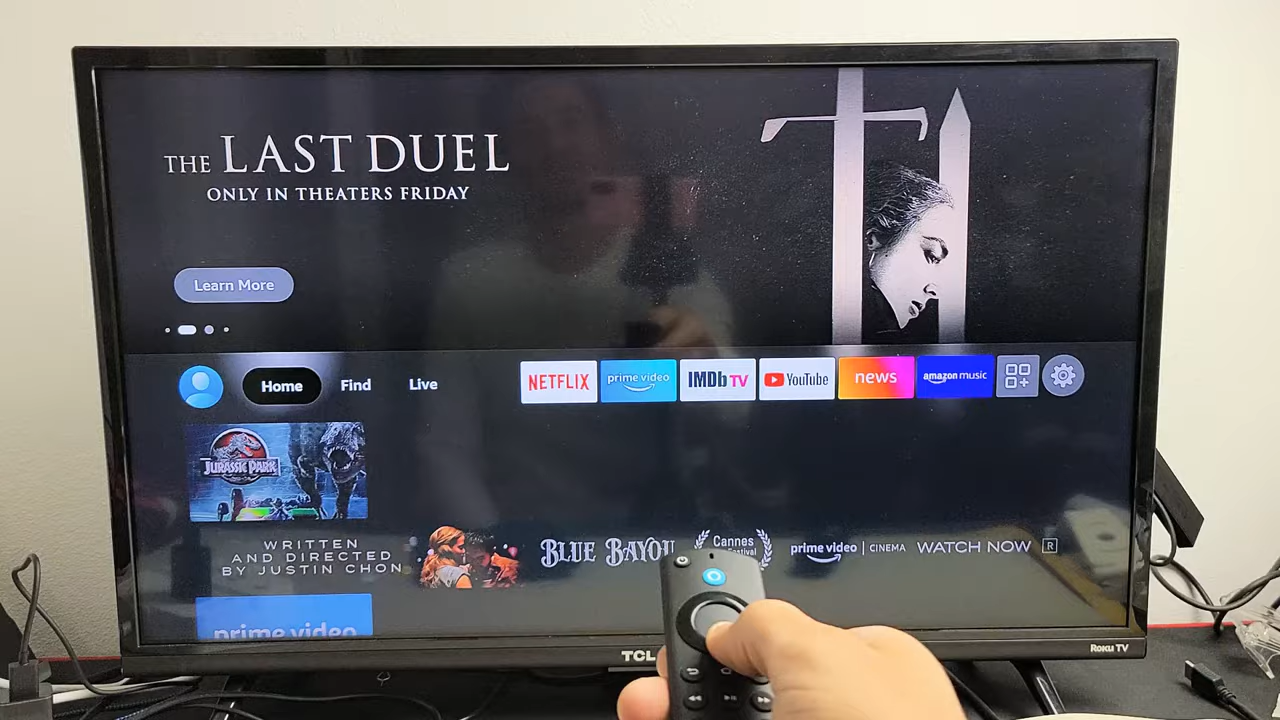 THE LAST DUEL
ONLY IN THEATERS FRIDAY
Learn More
Home Find Live NETFLIX prime video IMDb TV YouTube news amazon music
JURASSIC PARK
WRITTEN
AND DIRECTED
BY JUSTIN CHON
BLUE BAYOU
Cannes
prime video | CINEMA WATCH NOW R
prime video
TCL
Roku TV